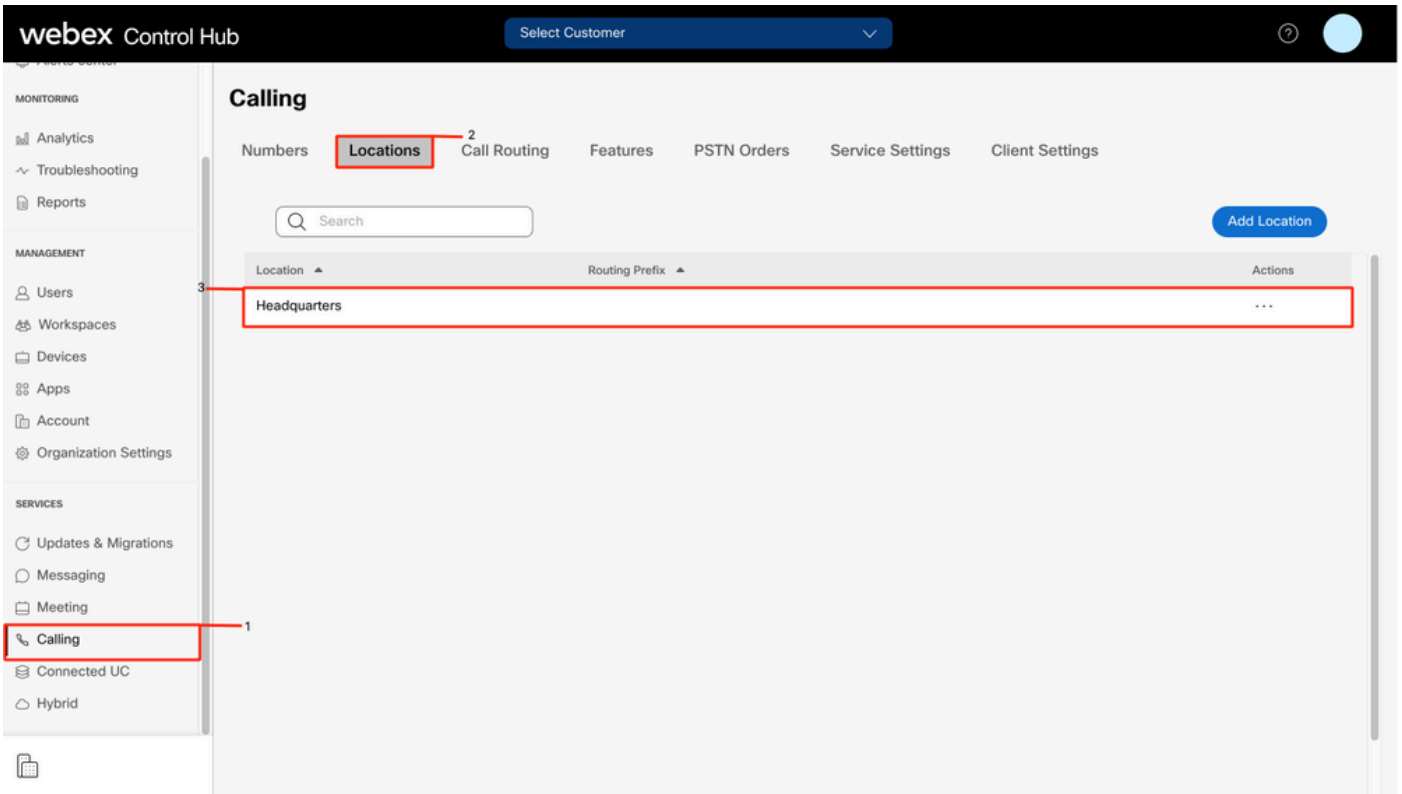 webex Control Hub
Select Customer
Alerts center
MONITORING
Analytics
Troubleshooting
Reports
MANAGEMENT
Users
Workspaces
Devices
Apps
Account
Organization Settings
SERVICES
Updates & Migrations
Messaging
Meeting
Calling
1
Connected UC
Hybrid
Calling
Numbers
Locations
2
Call Routing
Features
PSTN Orders
Service Settings
Client Settings
Search
Add Location
Location
Routing Prefix
Actions
3
Headquarters
...